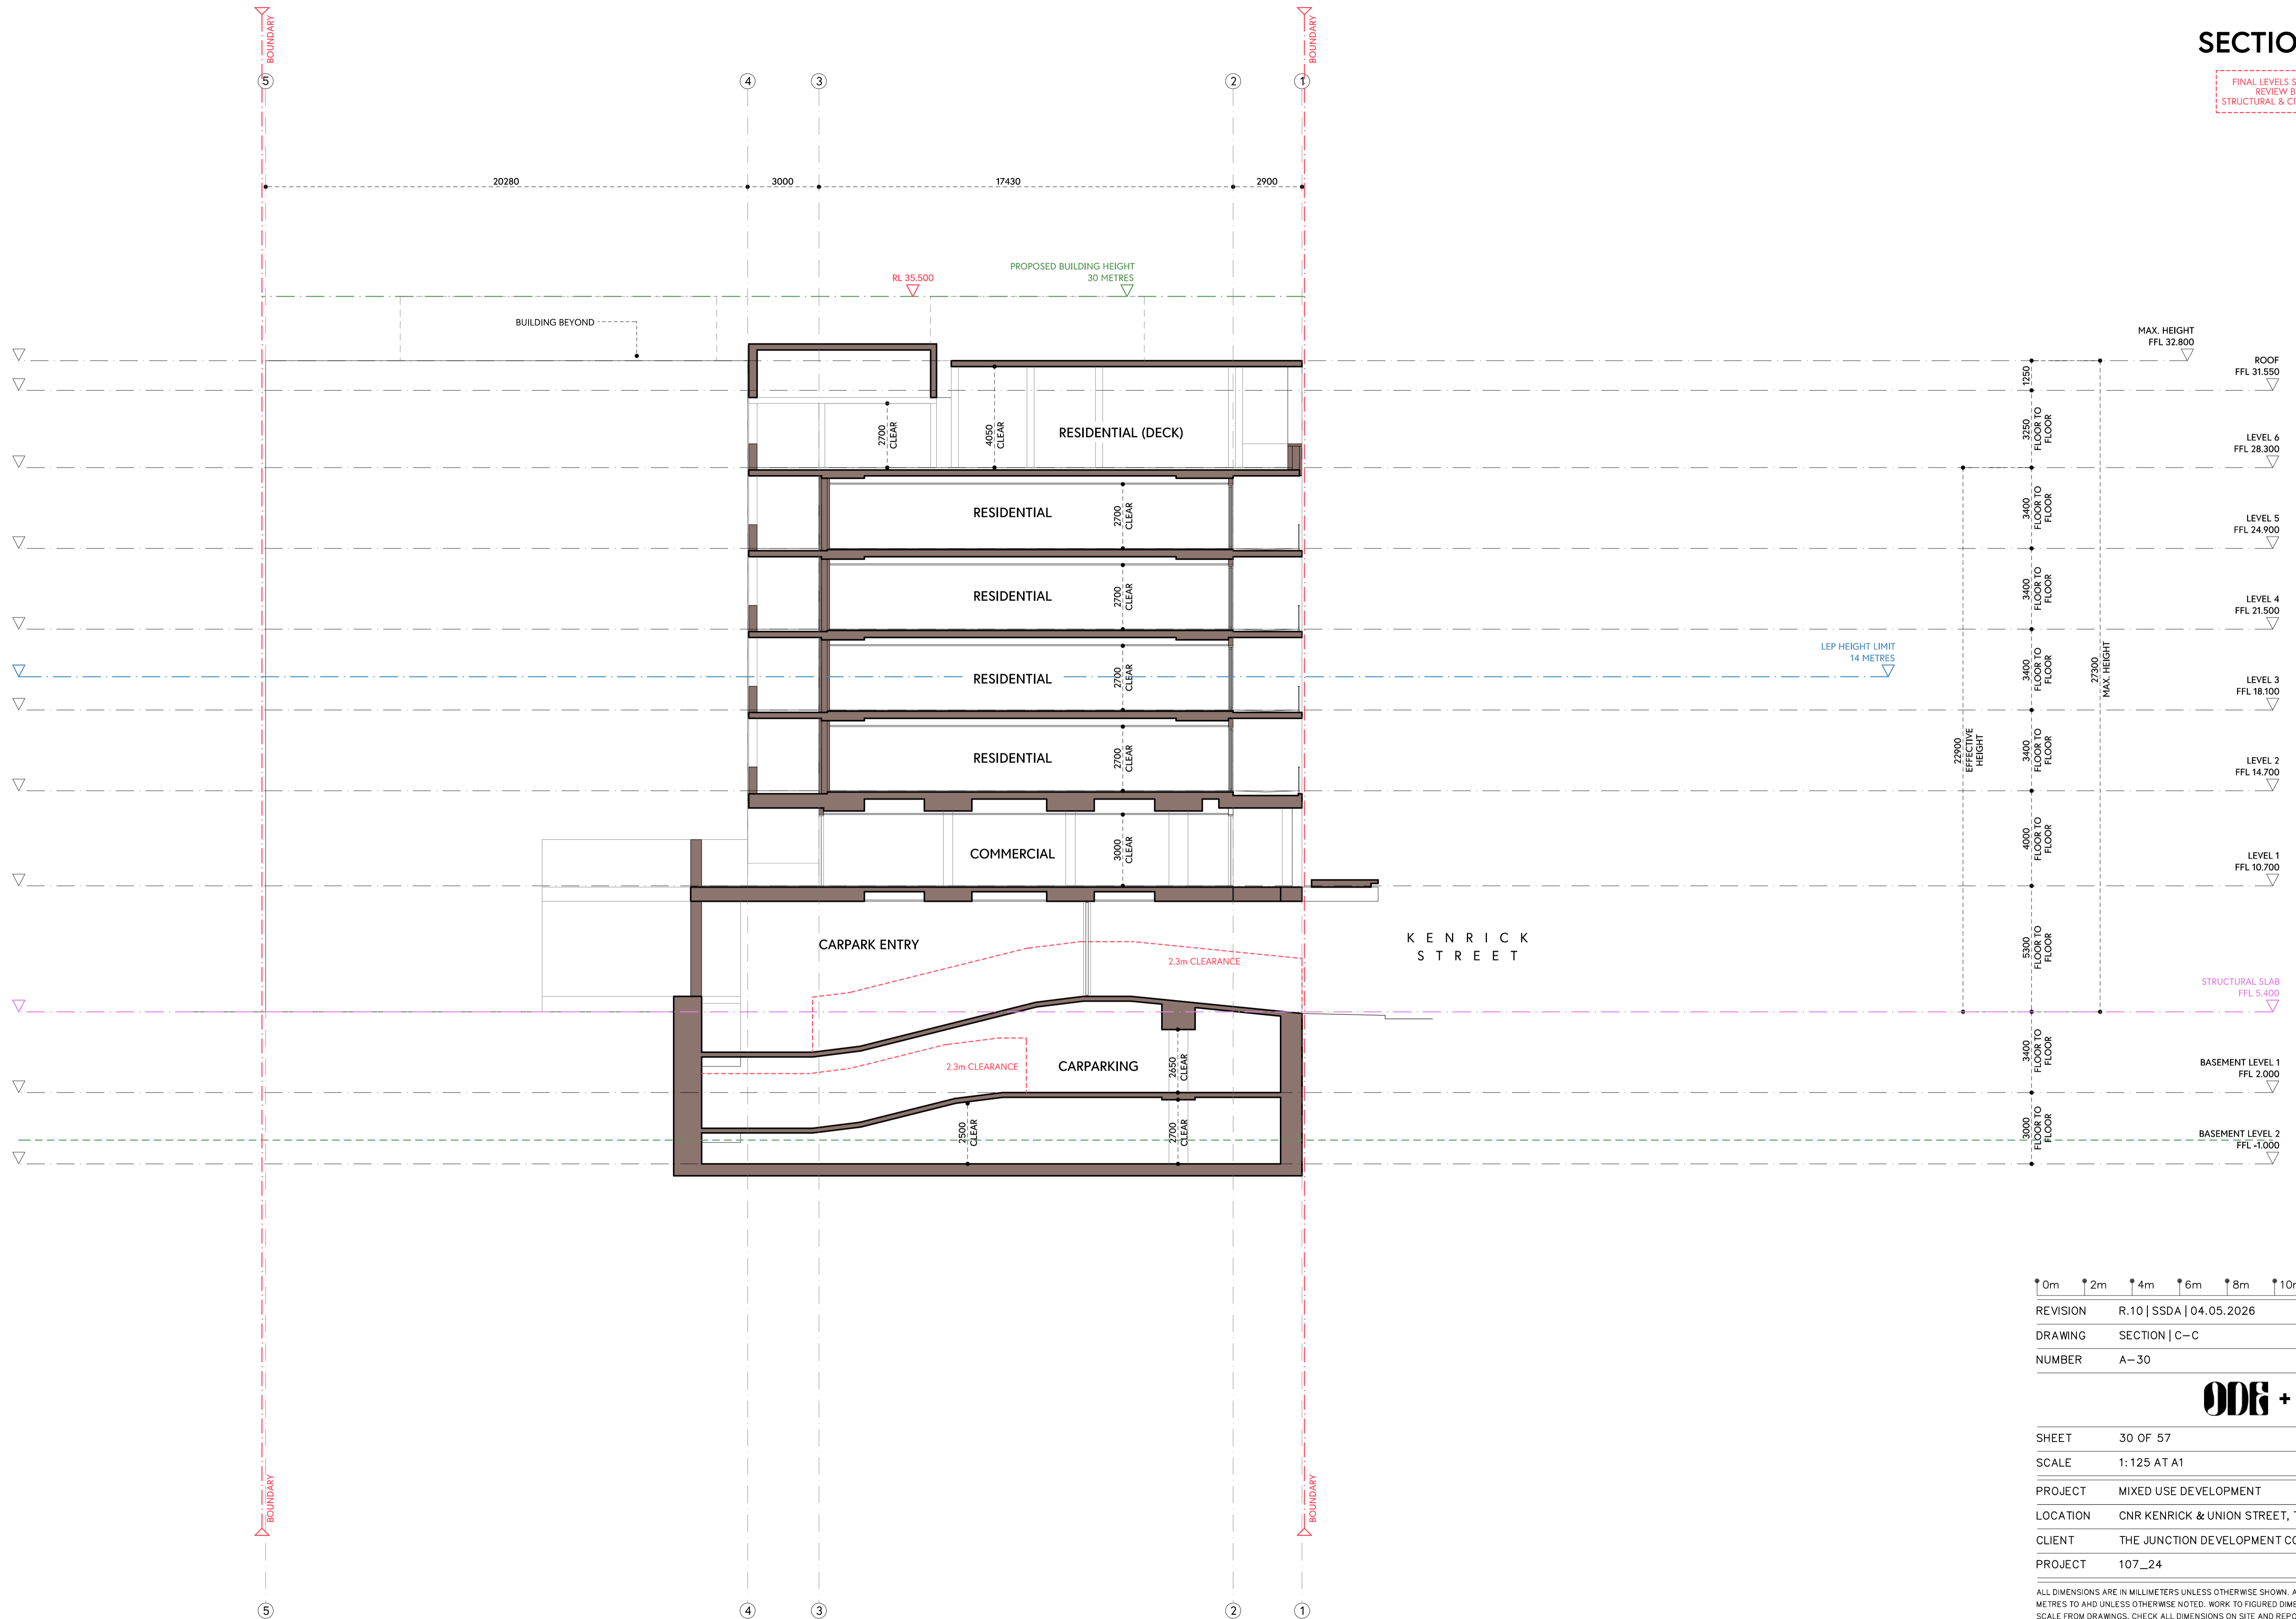 SECTIO
FINAL LEVELS S
REVIEW B
STRUCTURAL & CI
BOUNDARY
BOUNDARY
5
4
3
2
1
20280
3000
17430
2900
RL 35.500
PROPOSED BUILDING HEIGHT
30 METRES
BUILDING BEYOND
MAX. HEIGHT
FFL 32.800
ROOF
FFL 31.550
1250
2700
CLEAR
4050
CLEAR
RESIDENTIAL (DECK)
3250
FLOOR TO
FLOOR
LEVEL 6
FFL 28.300
RESIDENTIAL
2700
CLEAR
3400
FLOOR TO
FLOOR
LEVEL 5
FFL 24.900
RESIDENTIAL
2700
CLEAR
3400
FLOOR TO
FLOOR
LEVEL 4
FFL 21.500
LEP HEIGHT LIMIT
14 METRES
RESIDENTIAL
2700
CLEAR
3400
FLOOR TO
FLOOR
27300
MAX. HEIGHT
LEVEL 3
FFL 18.100
RESIDENTIAL
2700
CLEAR
22900
EFFECTIVE
HEIGHT
3400
FLOOR TO
FLOOR
LEVEL 2
FFL 14.700
COMMERCIAL
3000
CLEAR
4000
FLOOR TO
FLOOR
LEVEL 1
FFL 10.700
CARPARK ENTRY
2.3m CLEARANCE
KENRICK
STREET
5300
FLOOR TO
FLOOR
STRUCTURAL SLAB
FFL 5.400
2.3m CLEARANCE
CARPARKING
2650
CLEAR
3400
FLOOR TO
FLOOR
BASEMENT LEVEL 1
FFL 2.000
2500
CLEAR
2700
CLEAR
3000
FLOOR TO
FLOOR
BASEMENT LEVEL 2
FFL -1.000
0m 2m 4m 6m 8m 10m
REVISION R.10 | SSDA | 04.05.2026
DRAWING SECTION | C-C
NUMBER A-30
ODE +
SHEET 30 OF 57
SCALE 1:125 AT A1
PROJECT MIXED USE DEVELOPMENT
LOCATION CNR KENRICK & UNION STREET, T
CLIENT THE JUNCTION DEVELOPMENT CO
PROJECT 107_24
ALL DIMENSIONS ARE IN MILLIMETERS UNLESS OTHERWISE SHOWN. A
METRES TO AHD UNLESS OTHERWISE NOTED. WORK TO FIGURED DIM
SCALE FROM DRAWINGS. CHECK ALL DIMENSIONS ON SITE AND REPO
BOUNDARY
BOUNDARY
5
4
3
2
1